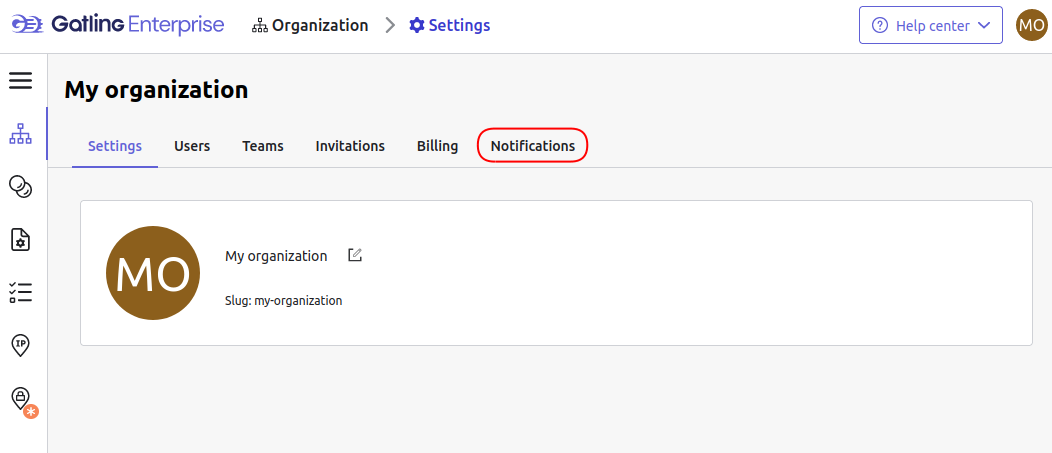 Gatling Enterprise Organization Settings Help center MO
My organization
Settings Users Teams Invitations Billing Notifications
MO
My organization
Slug: my-organization
IP